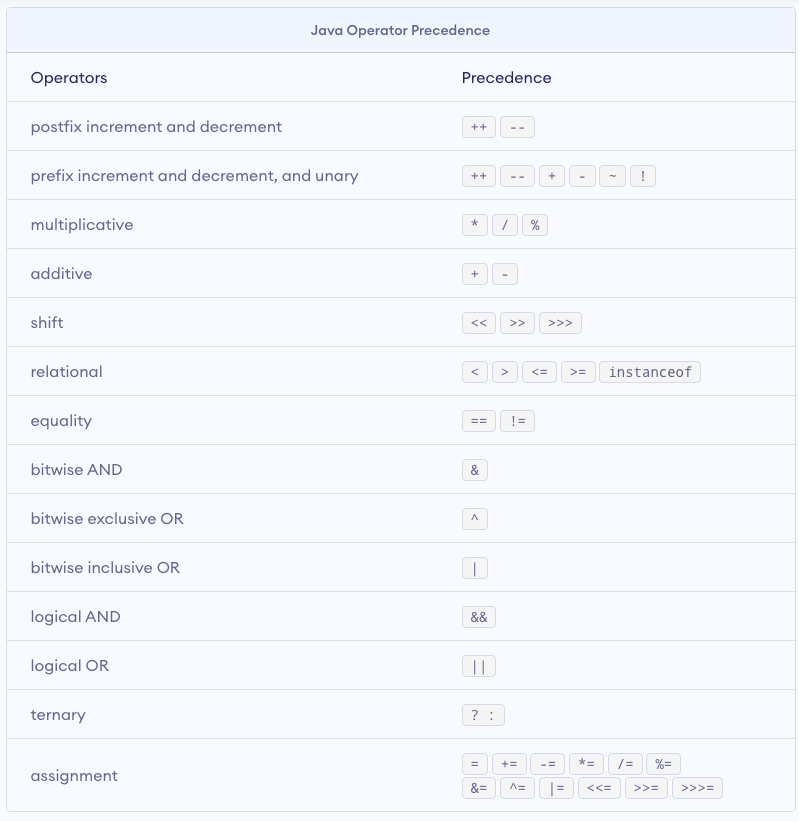 Java Operator Precedence
Operators Precedence
postfix increment and decrement ++ --
prefix increment and decrement, and unary ++ -- + - ~ !
multiplicative * / %
additive + -
shift << >> >>>
relational < > <= >= instanceof
equality == !=
bitwise AND &
bitwise exclusive OR ^
bitwise inclusive OR |
logical AND &&
logical OR ||
ternary ? :
assignment = += -= *= /= %=
&= ^= |= <<= >>= >>>=